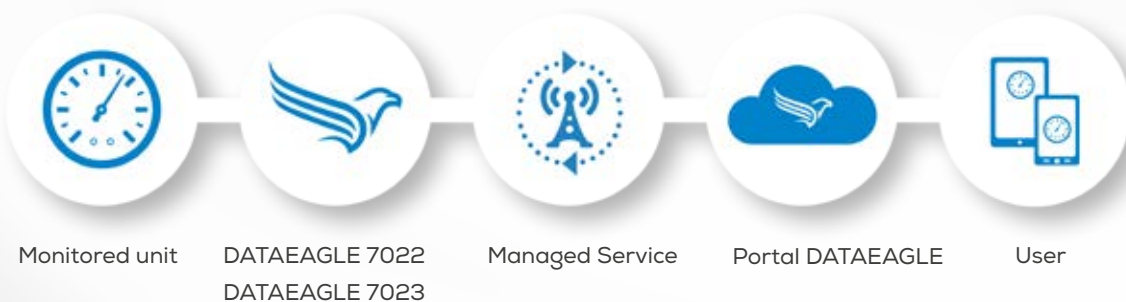 Monitored unit
DATAEAGLE 7022
DATAEAGLE 7023
Managed Service
Portal DATAEAGLE
User